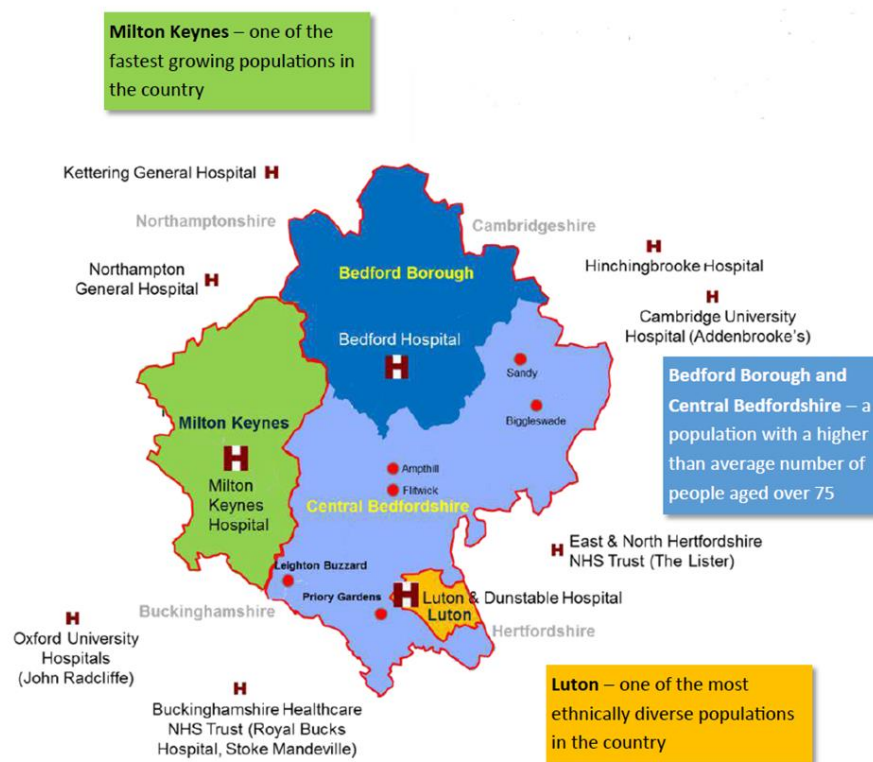 Milton Keynes – one of the
fastest growing populations in
the country
Kettering General Hospital H
Northamptonshire
Cambridgeshire
H
Hinchingbrooke Hospital
Northampton
General Hospital H
Bedford Borough
H
Cambridge University
Hospital (Addenbrooke's)
Bedford Hospital
H
Sandy
Bedford Borough and
Central Bedfordshire – a
population with a higher
than average number of
people aged over 75
Biggleswade
Milton Keynes
H
Milton
Keynes
Hospital
Ampthill
Flitwick
Central Bedfordshire
H East & North Hertfordshire
NHS Trust (The Lister)
Leighton Buzzard
Priory Gardens
H Luton & Dunstable Hospital
Luton
Buckinghamshire
Hertfordshire
H
Oxford University
Hospitals
(John Radcliffe)
H
Buckinghamshire Healthcare
NHS Trust (Royal Bucks
Hospital, Stoke Mandeville)
Luton – one of the most
ethnically diverse populations
in the country